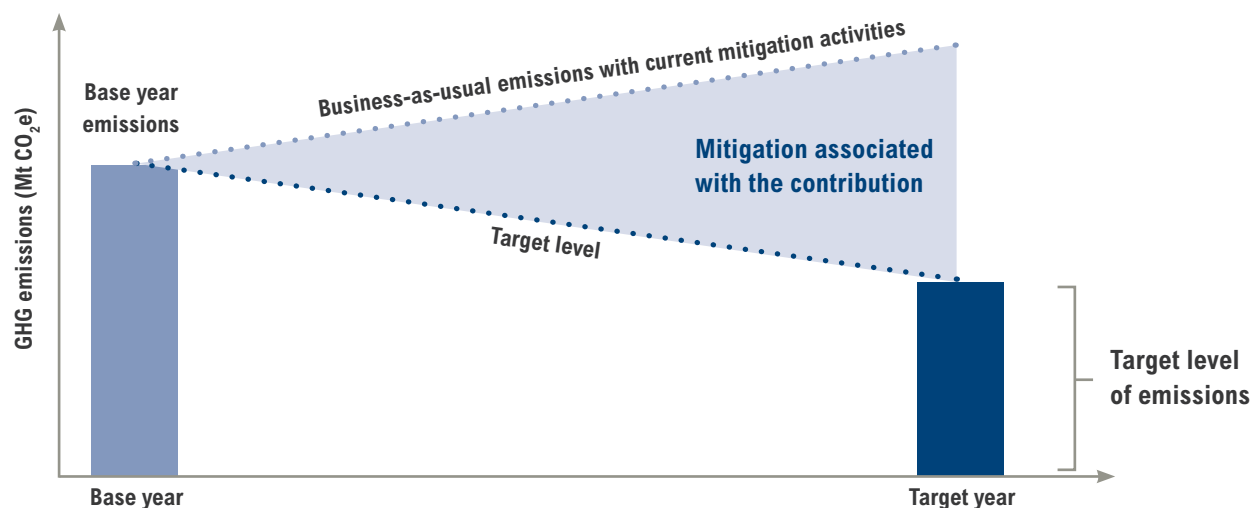 GHG emissions (Mt CO₂e)
Base year
emissions
Business-as-usual emissions with current mitigation activities
Mitigation associated
with the contribution
Target level
Target level
of emissions
Base year
Target year